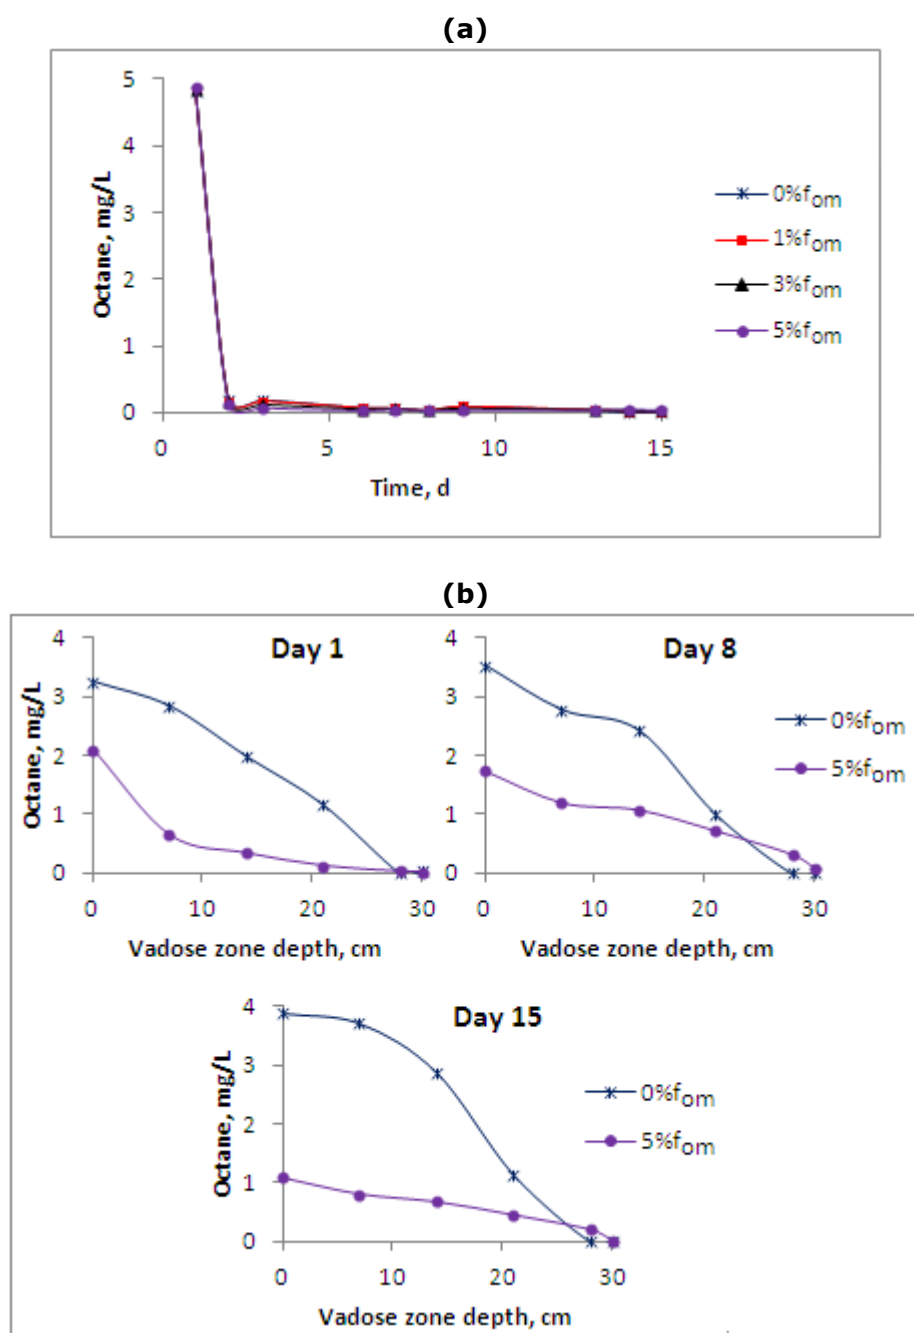 (a)
5
4
3
2
1
0
0 5 10 15
Octane, mg/L
Time, d
0%fom
1%fom
3%fom
5%fom
(b)
Day 1
4
3
2
1
0
0 10 20 30
Octane, mg/L
Vadose zone depth, cm
Day 8
4
3
2
1
0
0 10 20 30
Vadose zone depth, cm
0%fom
5%fom
Day 15
4
3
2
1
0
0 10 20 30
Octane, mg/L
Vadose zone depth, cm
0%fom
5%fom